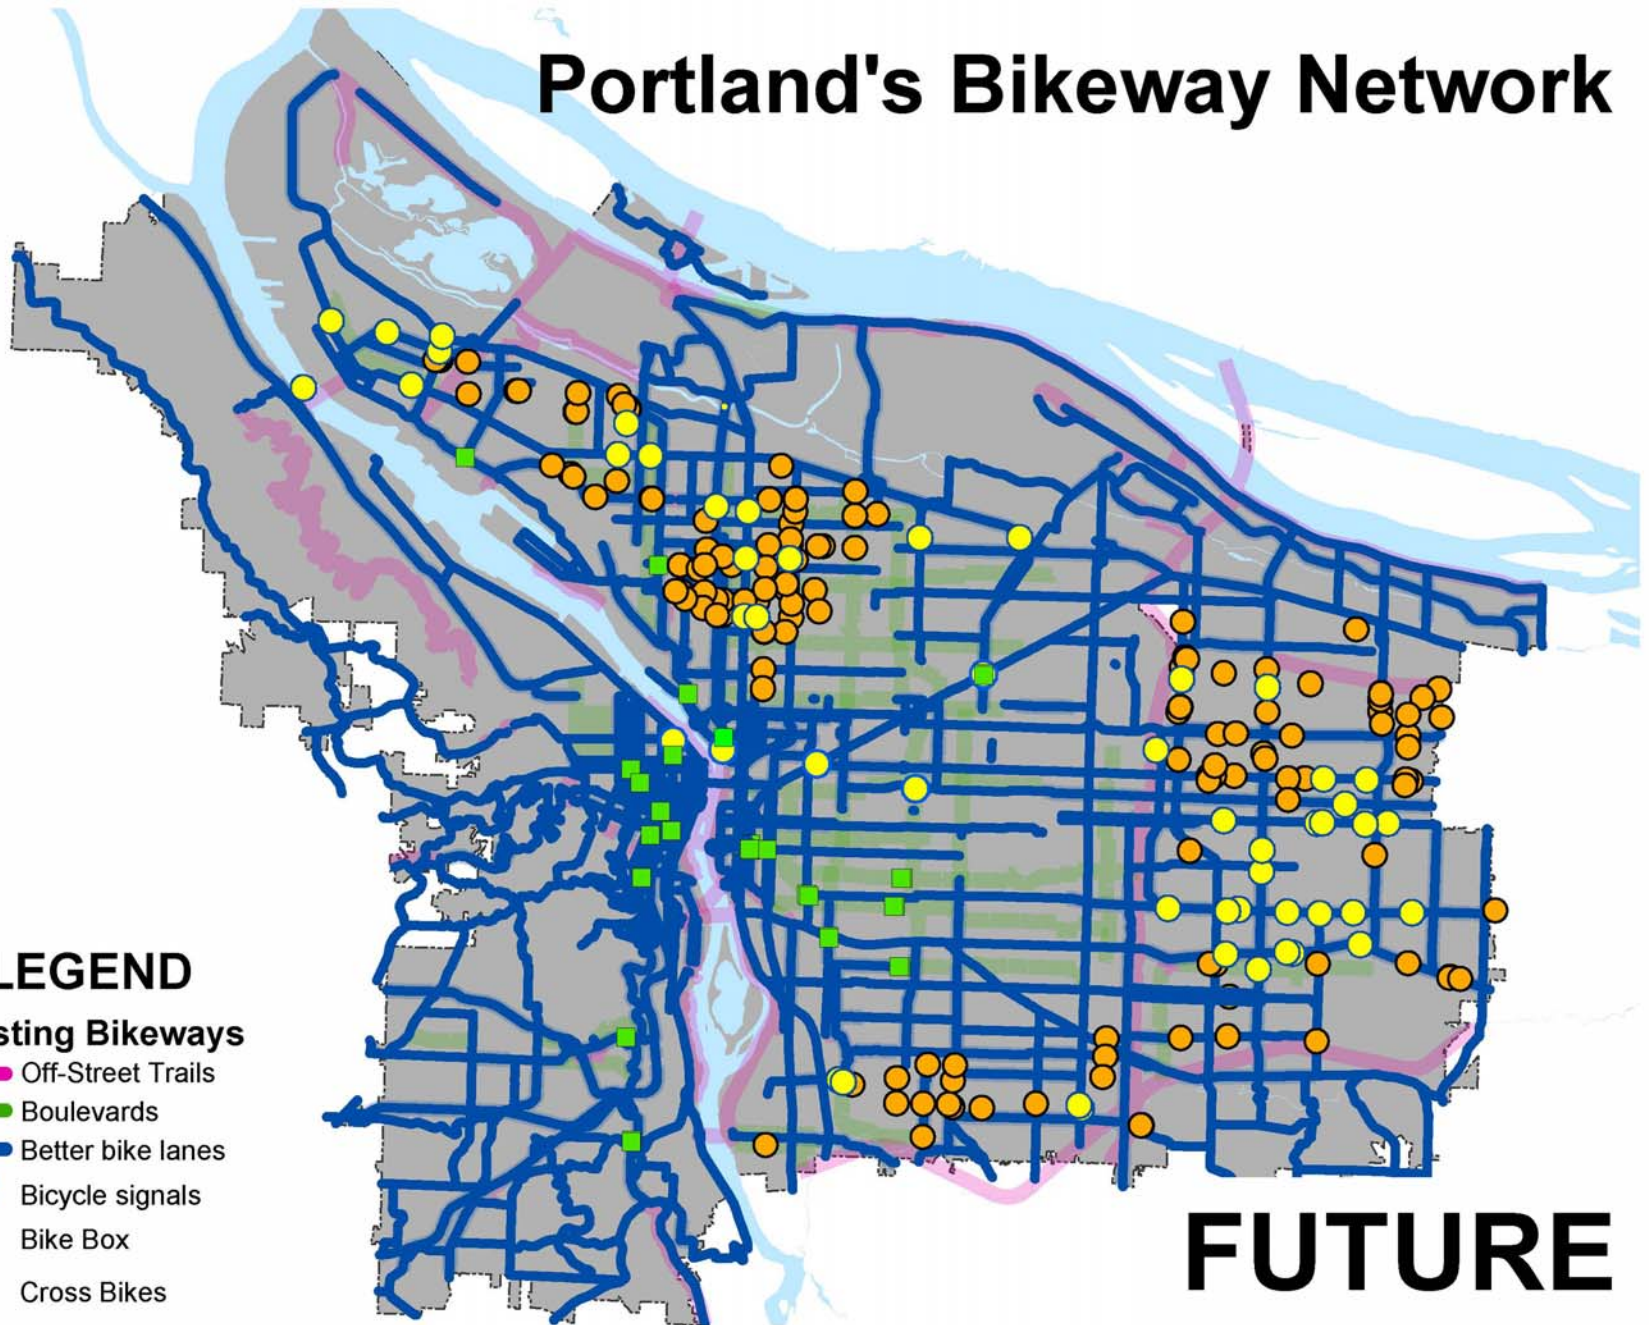 Portland's Bikeway Network
LEGEND
sting Bikeways
Off-Street Trails
Boulevards
Better bike lanes
Bicycle signals
Bike Box
Cross Bikes
FUTURE